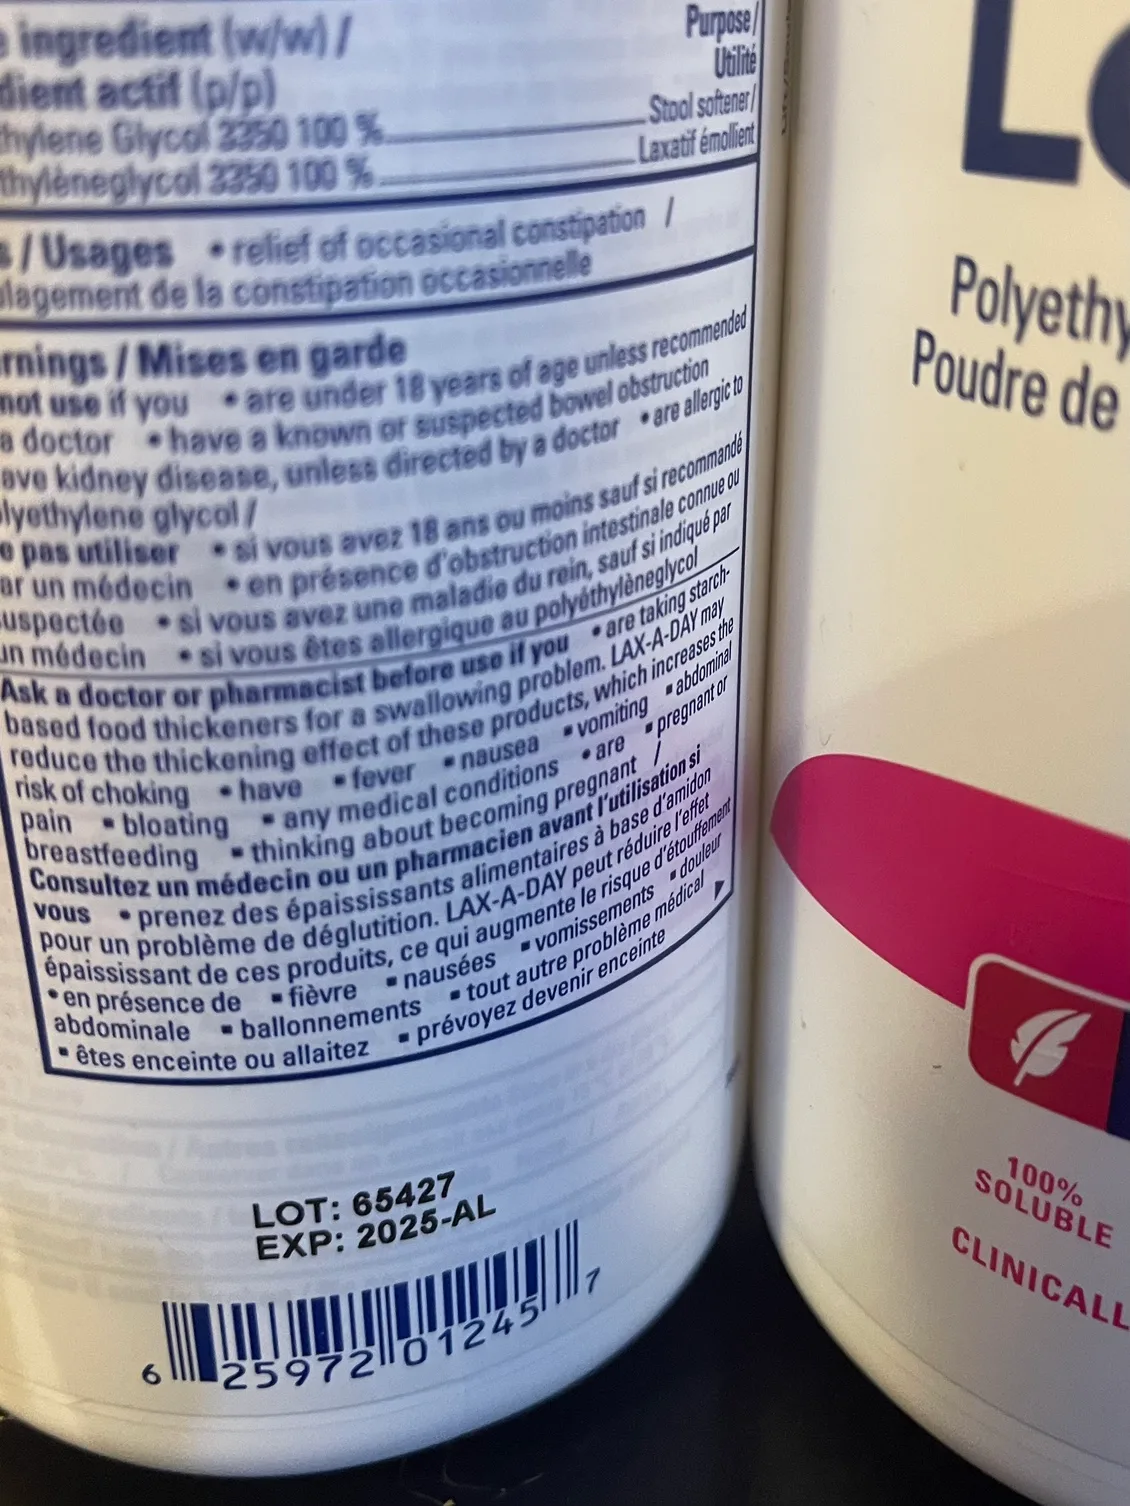 ingredient (w/w) /
dient actif (p/p)
Purpose /
Utilité
thylene Glycol 3350 100 %
Stool softener/
thylèneglycol 3350 100 %
Laxatif émollient
s / Usages • relief of occasional constipation /
lagement de la constipation occasionnelle
rnings / Mises en garde
not use if you • are under 18 years of age unless recommended
a doctor • have a known or suspected bowel obstruction
ave kidney disease, unless directed by a doctor • are allergic to
lyethylene glycol /
e pas utiliser • si vous avez 18 ans ou moins sauf si recommandé
ar un médecin • en présence d'obstruction intestinale connue ou
suspectée • si vous avez une maladie du rein, sauf si indiqué par
un médecin • si vous êtes allergique au polyéthylèneglycol
Ask a doctor or pharmacist before use if you • are taking starch-
based food thickeners for a swallowing problem. LAX-A-DAY may
reduce the thickening effect of these products, which increases the
risk of choking • have ▪ fever ▪ nausea ▪ vomiting ▪ abdominal
pain ▪ bloating ▪ any medical conditions • are ▪ pregnant or
breastfeeding ▪ thinking about becoming pregnant /
Consultez un médecin ou un pharmacien avant l'utilisation si
vous • prenez des épaississants alimentaires à base d'amidon
pour un problème de déglutition. LAX-A-DAY peut réduire l'effet
épaississant de ces produits, ce qui augmente le risque d'étouffement
• en présence de ▪ fièvre ▪ nausées ▪ vomissements ▪ douleur
abdominale ▪ ballonnements ▪ tout autre problème médical
▪ êtes enceinte ou allaitez ▪ prévoyez devenir enceinte
LOT: 65427
EXP: 2025-AL
6 25972 01245 7
La
Polyethy
Poudre de
100%
SOLUBLE
CLINICALL